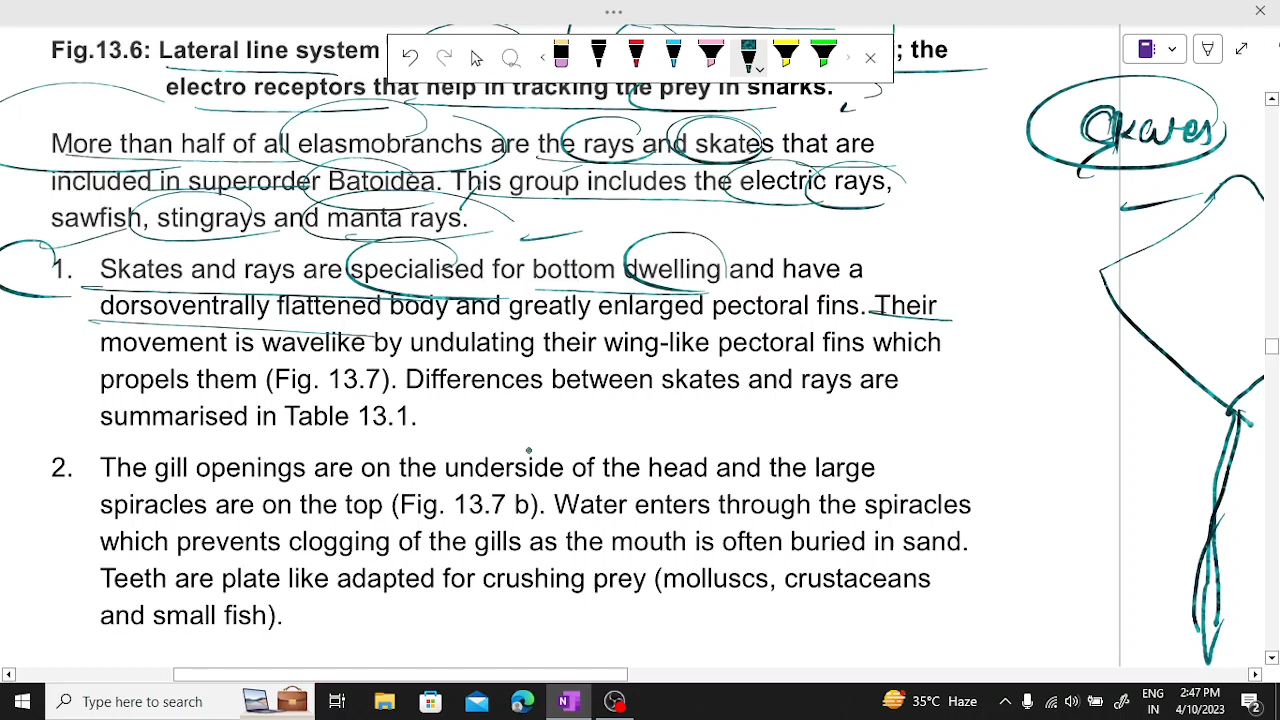 Fig.13.6: Lateral line system ; the
electro receptors that help in tracking the prey in sharks.
More than half of all elasmobranchs are the rays and skates that are
included in superorder Batoidea. This group includes the electric rays,
sawfish, stingrays and manta rays.
1. Skates and rays are specialised for bottom dwelling and have a
dorsoventrally flattened body and greatly enlarged pectoral fins. Their
movement is wavelike by undulating their wing-like pectoral fins which
propels them (Fig. 13.7). Differences between skates and rays are
summarised in Table 13.1.
2. The gill openings are on the underside of the head and the large
spiracles are on the top (Fig. 13.7 b). Water enters through the spiracles
which prevents clogging of the gills as the mouth is often buried in sand.
Teeth are plate like adapted for crushing prey (molluscs, crustaceans
and small fish).
Skates
Type here to search
35°C Haze
ENG
IN
2:47 PM
4/10/2023
2